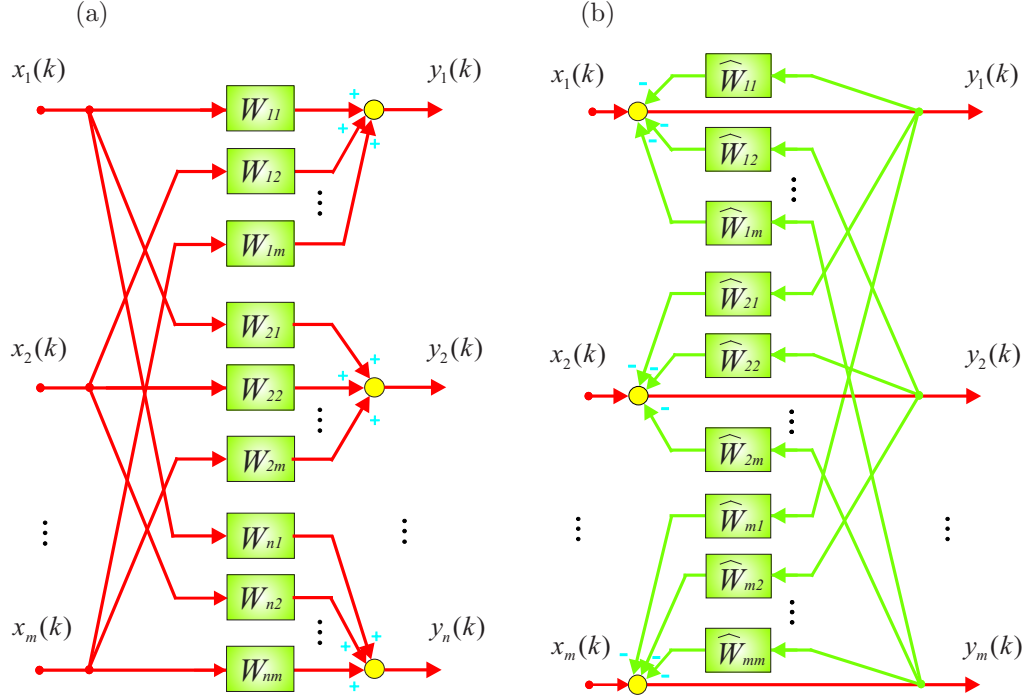 (a)
x₁(k)
y₁(k)
W₁₁
+
+
+
W₁₂
⋮
W₁ₘ
W₂₁
x₂(k)
y₂(k)
+
W₂₂
+
⋮
+
W₂ₘ
⋮
⋮
Wₙ₁
Wₙ₂
xₘ(k)
yₙ(k)
⋮
+
+
Wₙₘ
+
(b)
x₁(k)
y₁(k)
Ŵ₁₁
-
-
-
Ŵ₁₂
⋮
Ŵ₁ₘ
Ŵ₂₁
x₂(k)
y₂(k)
-
-
Ŵ₂₂
-
⋮
Ŵ₂ₘ
⋮
⋮
Ŵₘ₁
Ŵₘ₂
⋮
xₘ(k)
yₘ(k)
-
-
-
Ŵₘₘ